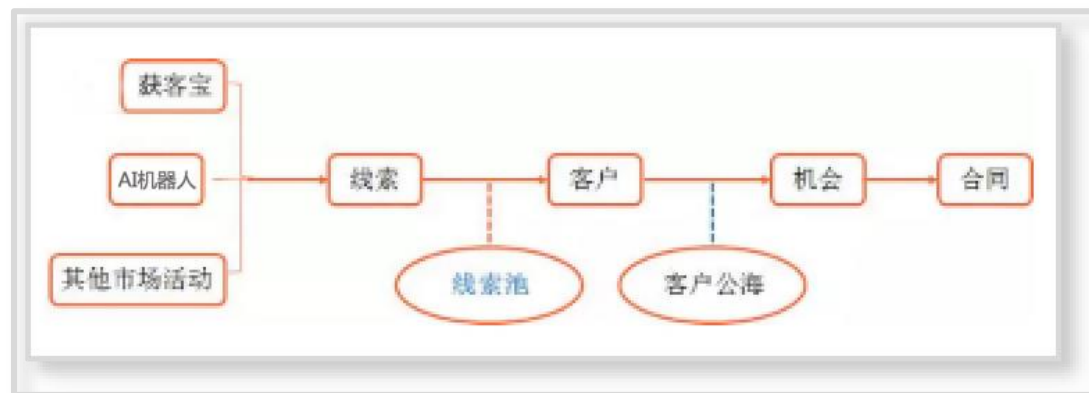 获客宝
AI机器人
线索
客户
机会
合同
其他市场活动
线索池
客户公海